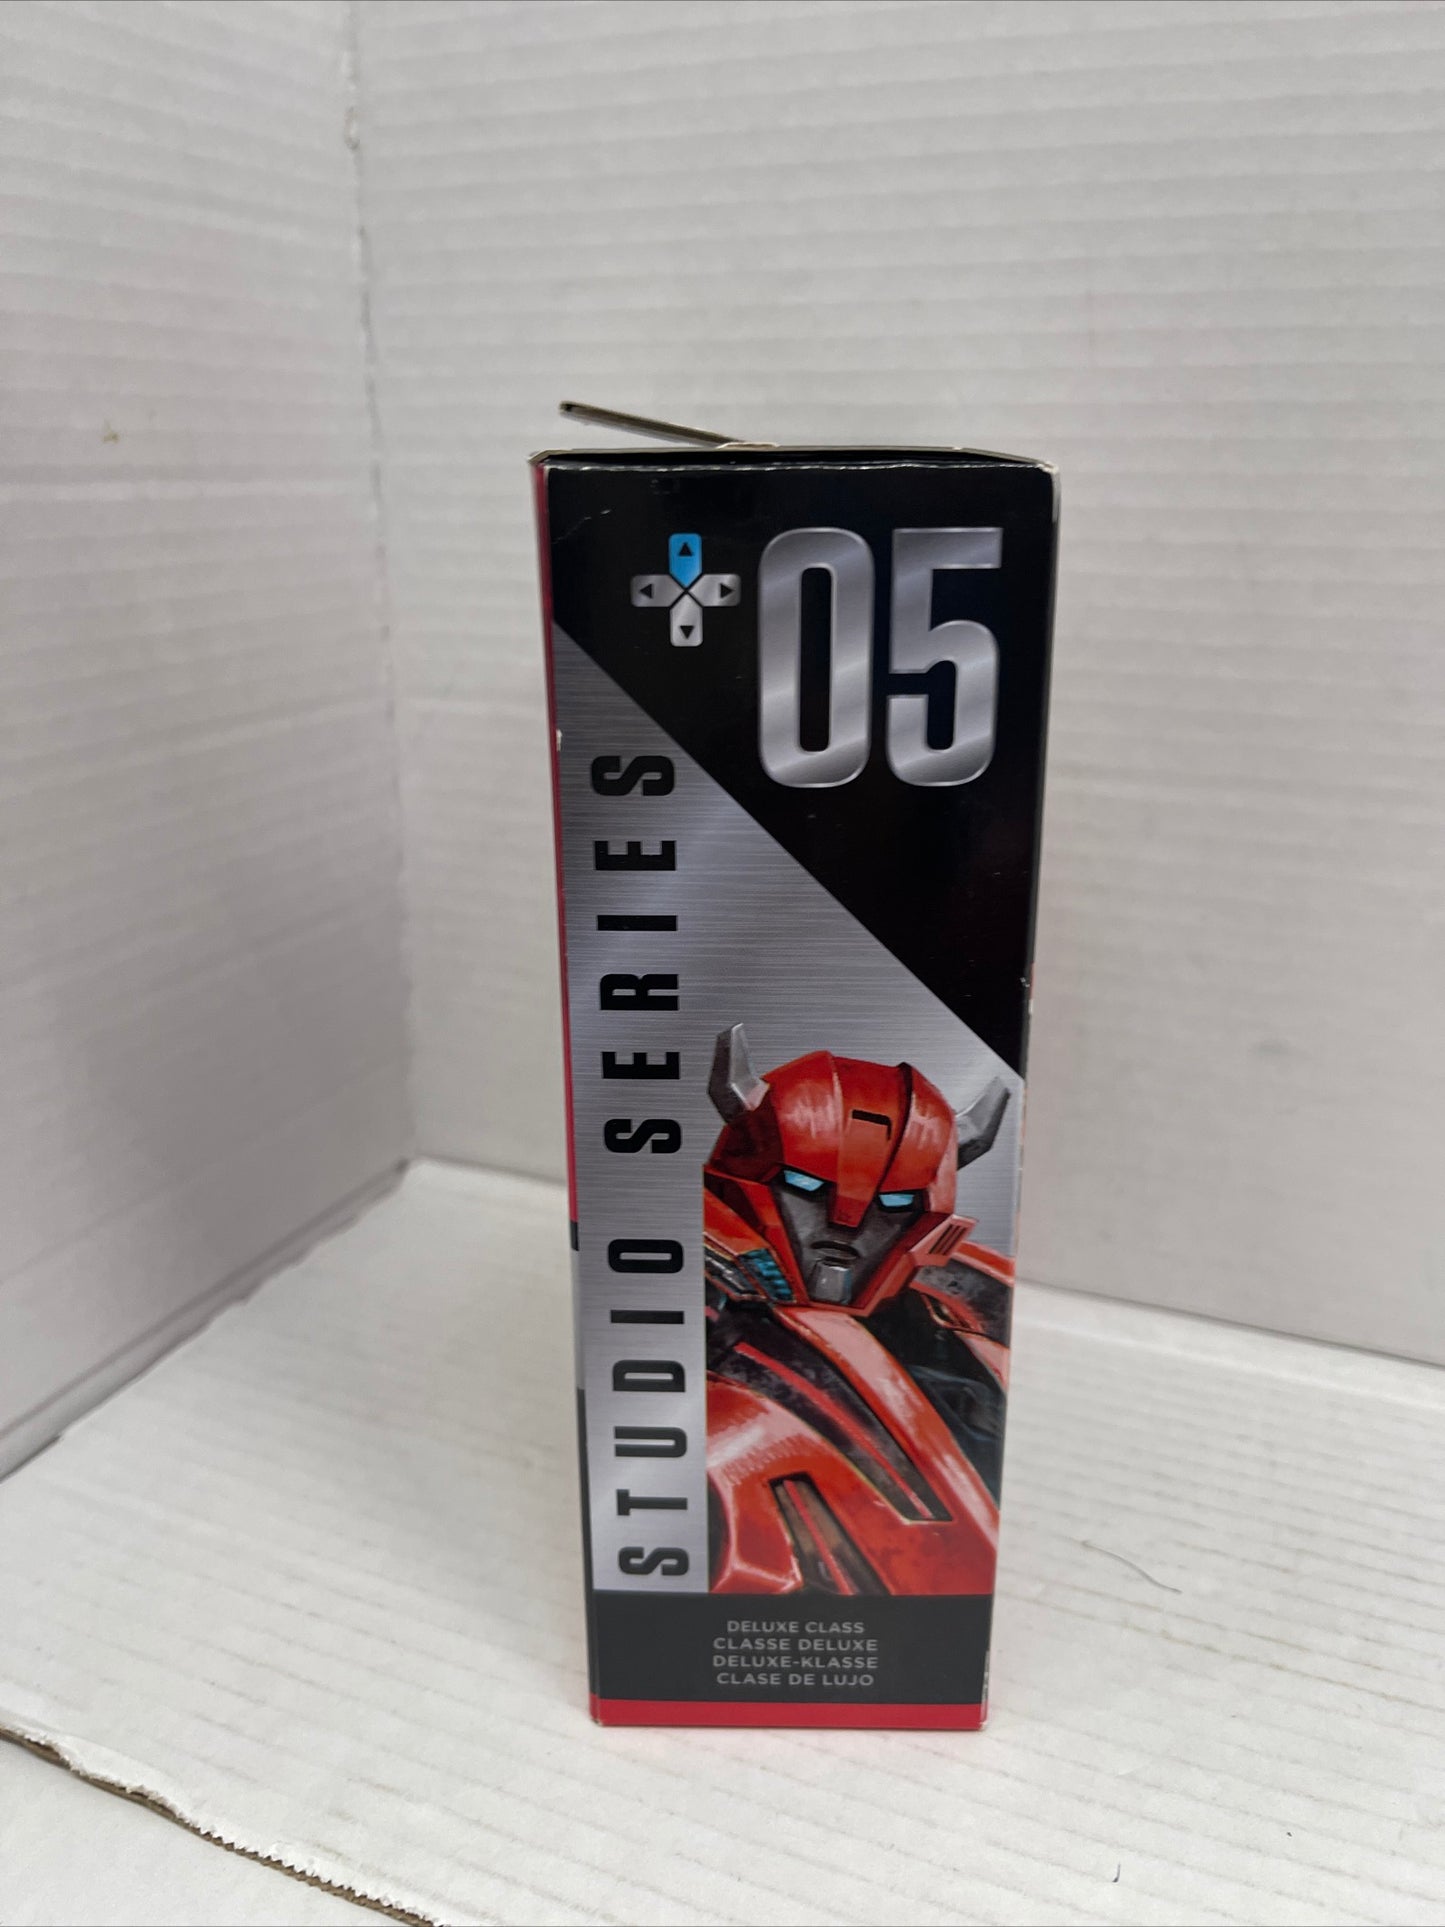 05
STUDIO SERIES
DELUXE CLASS
CLASSE DELUXE
DELUXE-KLASSE
CLASE DE LUJO